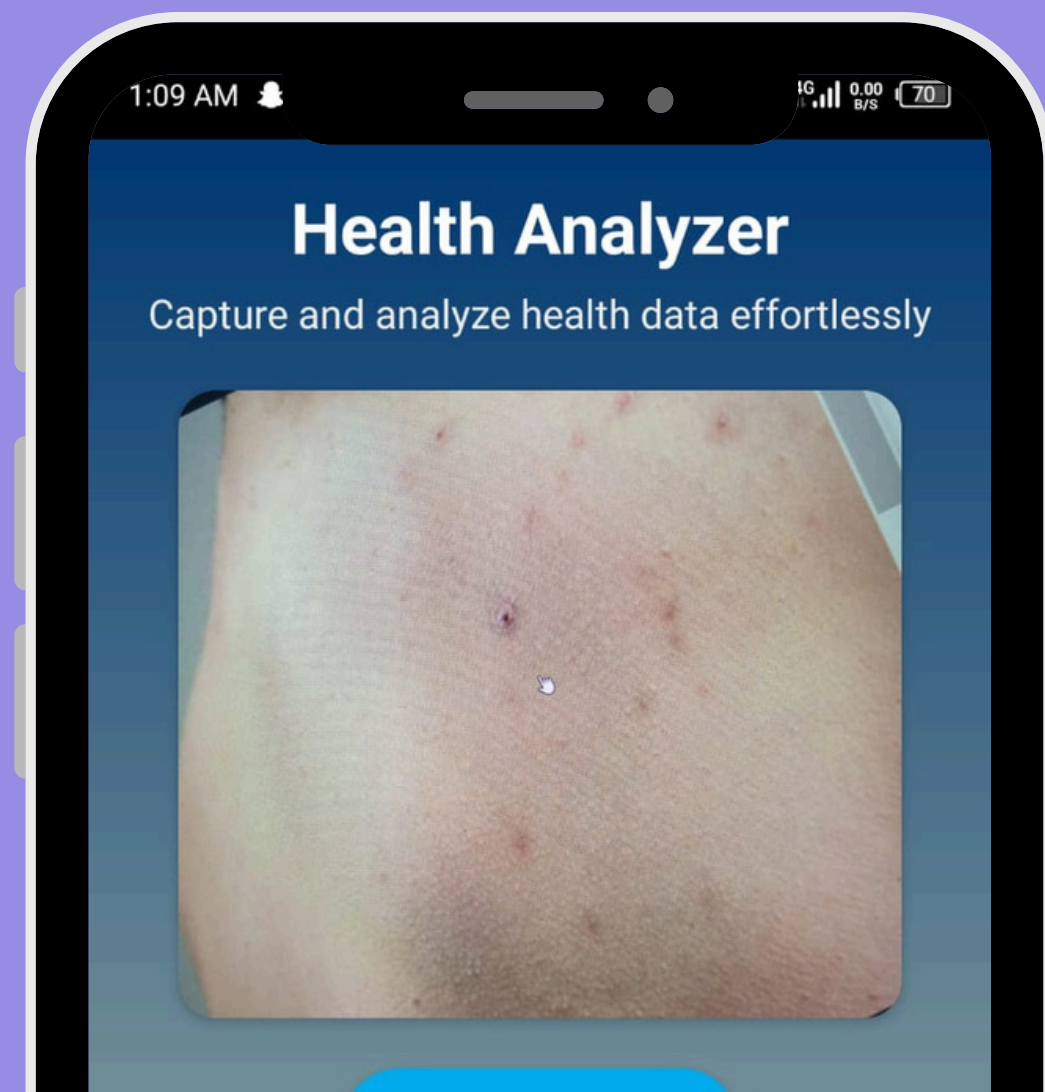 1:09 AM
4G 0.00 B/S 70
Health Analyzer
Capture and analyze health data effortlessly